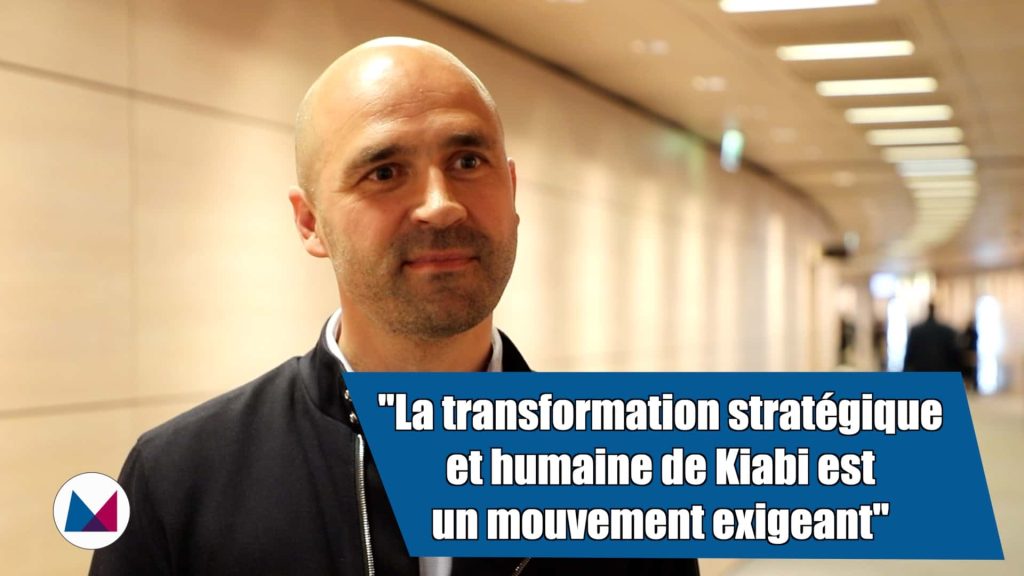 "La transformation stratégique
et humaine de Kiabi est
un mouvement exigeant"